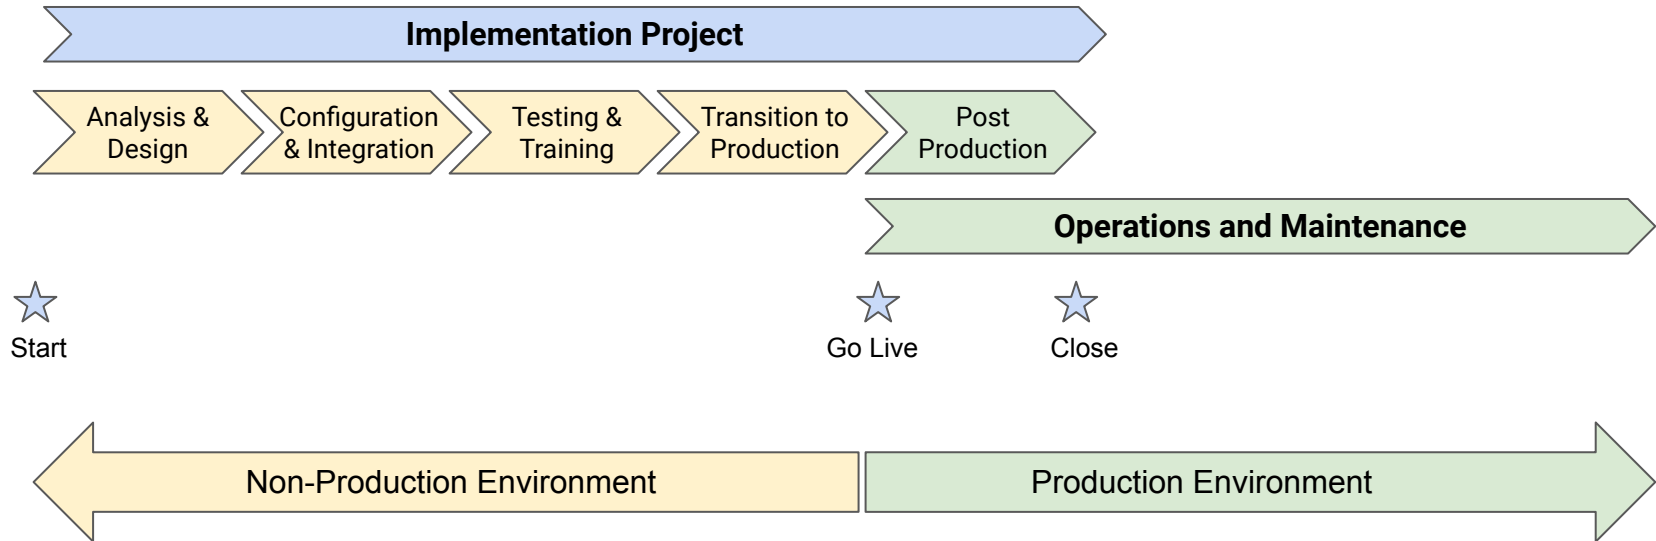 Implementation Project
Analysis &
Design
Configuration
& Integration
Testing &
Training
Transition to
Production
Post
Production
Operations and Maintenance
Start
Go Live
Close
Non-Production Environment
Production Environment